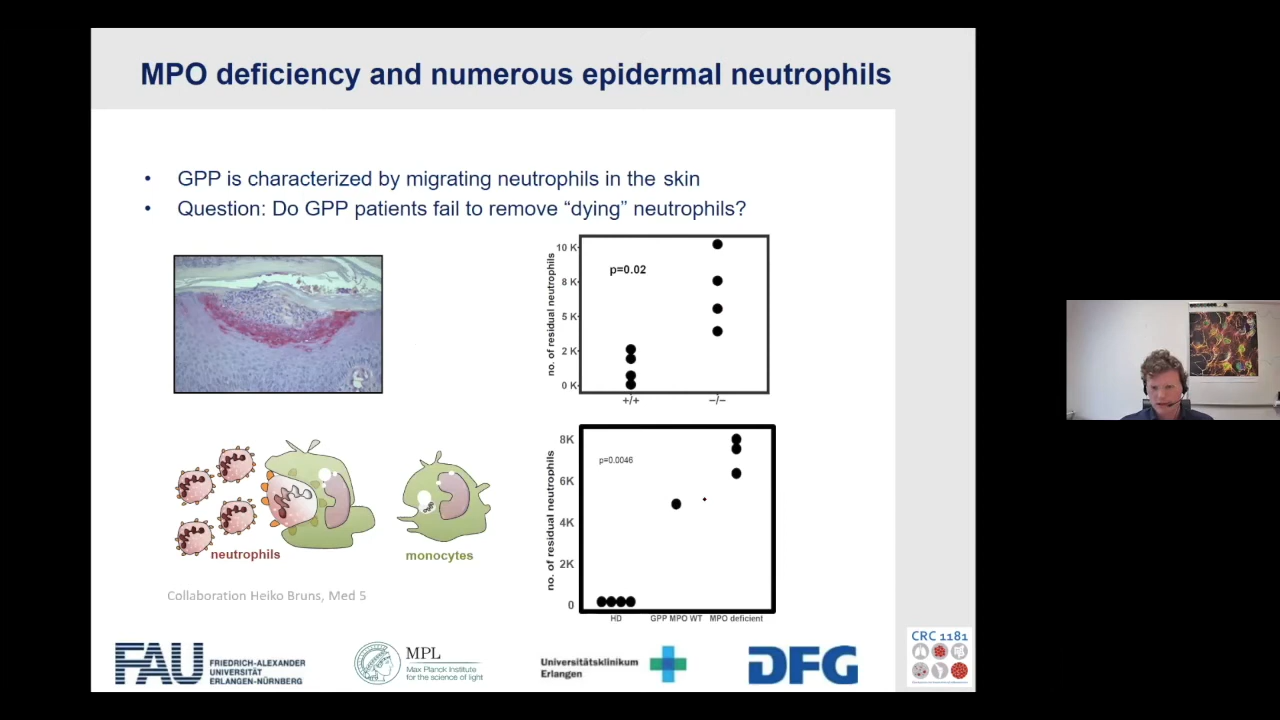 MPO deficiency and numerous epidermal neutrophils
• GPP is characterized by migrating neutrophils in the skin
• Question: Do GPP patients fail to remove “dying” neutrophils?
no. of residual neutrophils
10 K
8 K
5 K
2 K
0 K
p=0.02
+/+
−/−
neutrophils
monocytes
Collaboration Heiko Bruns, Med 5
no. of residual neutrophils
8K
6K
4K
2K
0
p=0.0046
HD
GPP MPO WT
MPO deficient
FAU
FRIEDRICH-ALEXANDER
UNIVERSITÄT
ERLANGEN-NÜRNBERG
MPL
Max Planck Institute
for the science of light
Universitätsklinikum
Erlangen
DFG
CRC 1181